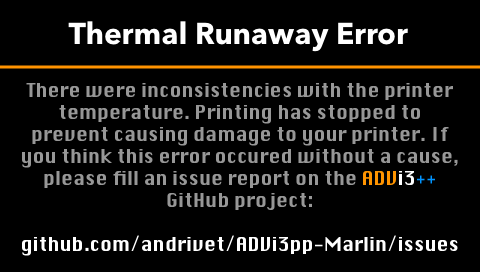 Thermal Runaway Error
There were inconsistencies with the printer
temperature. Printing has stopped to
prevent causing damage to your printer. If
you think this error occured without a cause,
please fill an issue report on the ADVi3++
GitHub project:
github.com/andrivet/ADVi3pp-Marlin/issues